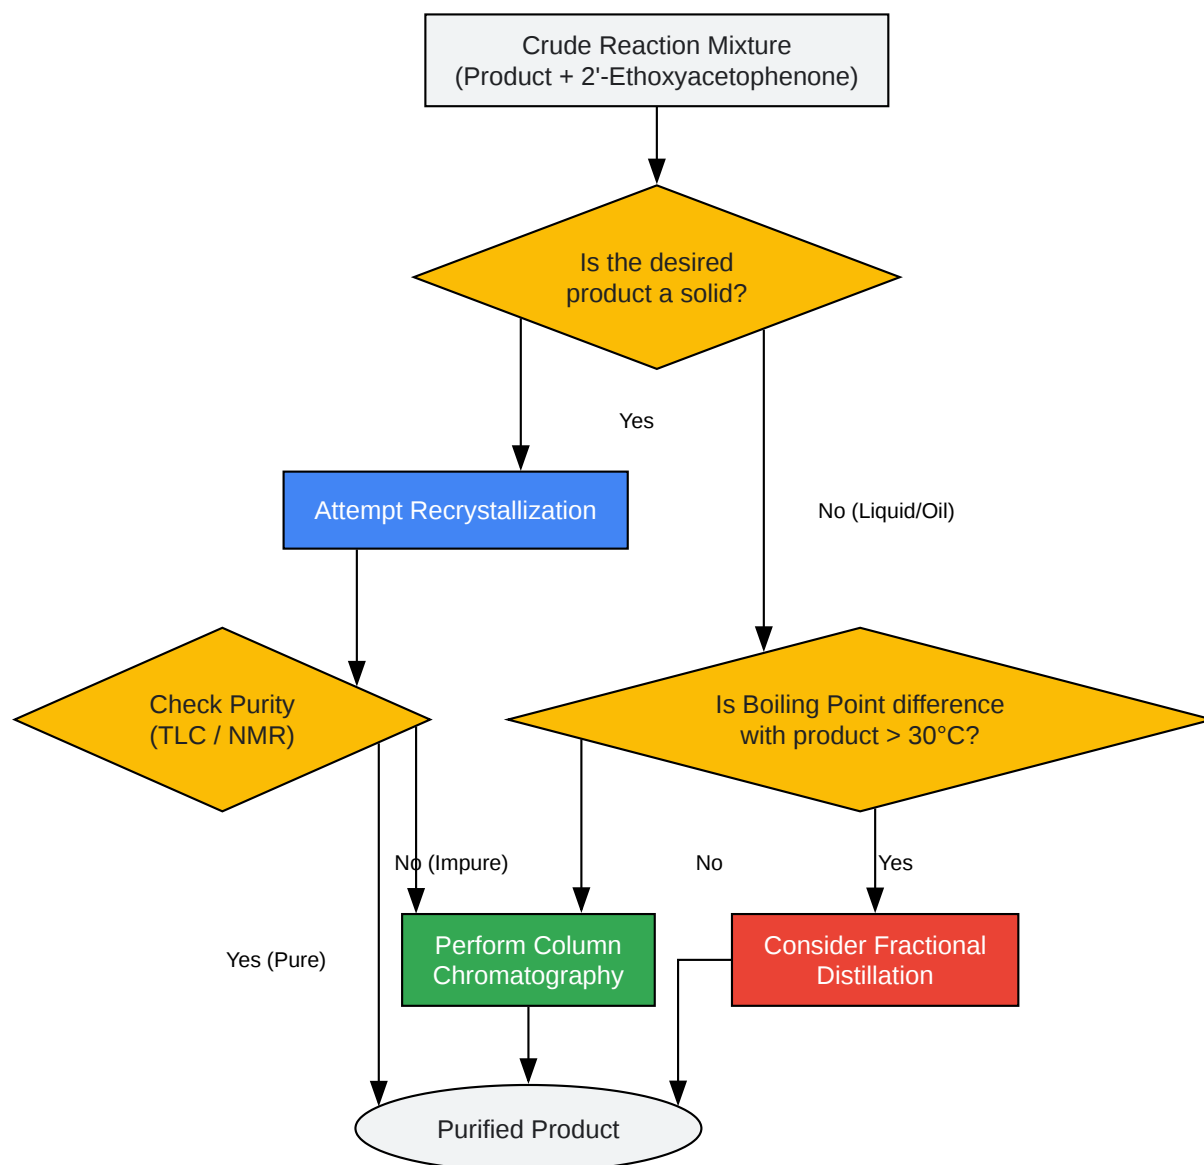 Crude Reaction Mixture
(Product + 2'-Ethoxyacetophenone)
Is the desired
product a solid?
Yes
Attempt Recrystallization
No (Liquid/Oil)
Check Purity
(TLC / NMR)
Is Boiling Point difference
with product > 30°C?
No (Impure)
No
Yes
Yes (Pure)
Perform Column
Chromatography
Consider Fractional
Distillation
Purified Product